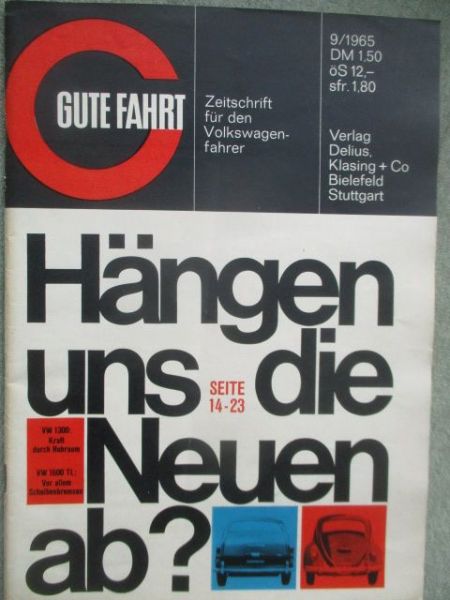 GUTE FAHRT
Zeitschrift
für den
Volkswagen-
fahrer
9/1965
DM 1.50
öS 12,–
sfr. 1,80
Verlag
Delius,
Klasing + Co
Bielefeld
Stuttgart
Hängen
uns die
SEITE
14-23
Neuen
ab?
VW 1300:
Kraft
durch Hubraum
VW 1600 TL:
Vor allem
Scheibenbremsen